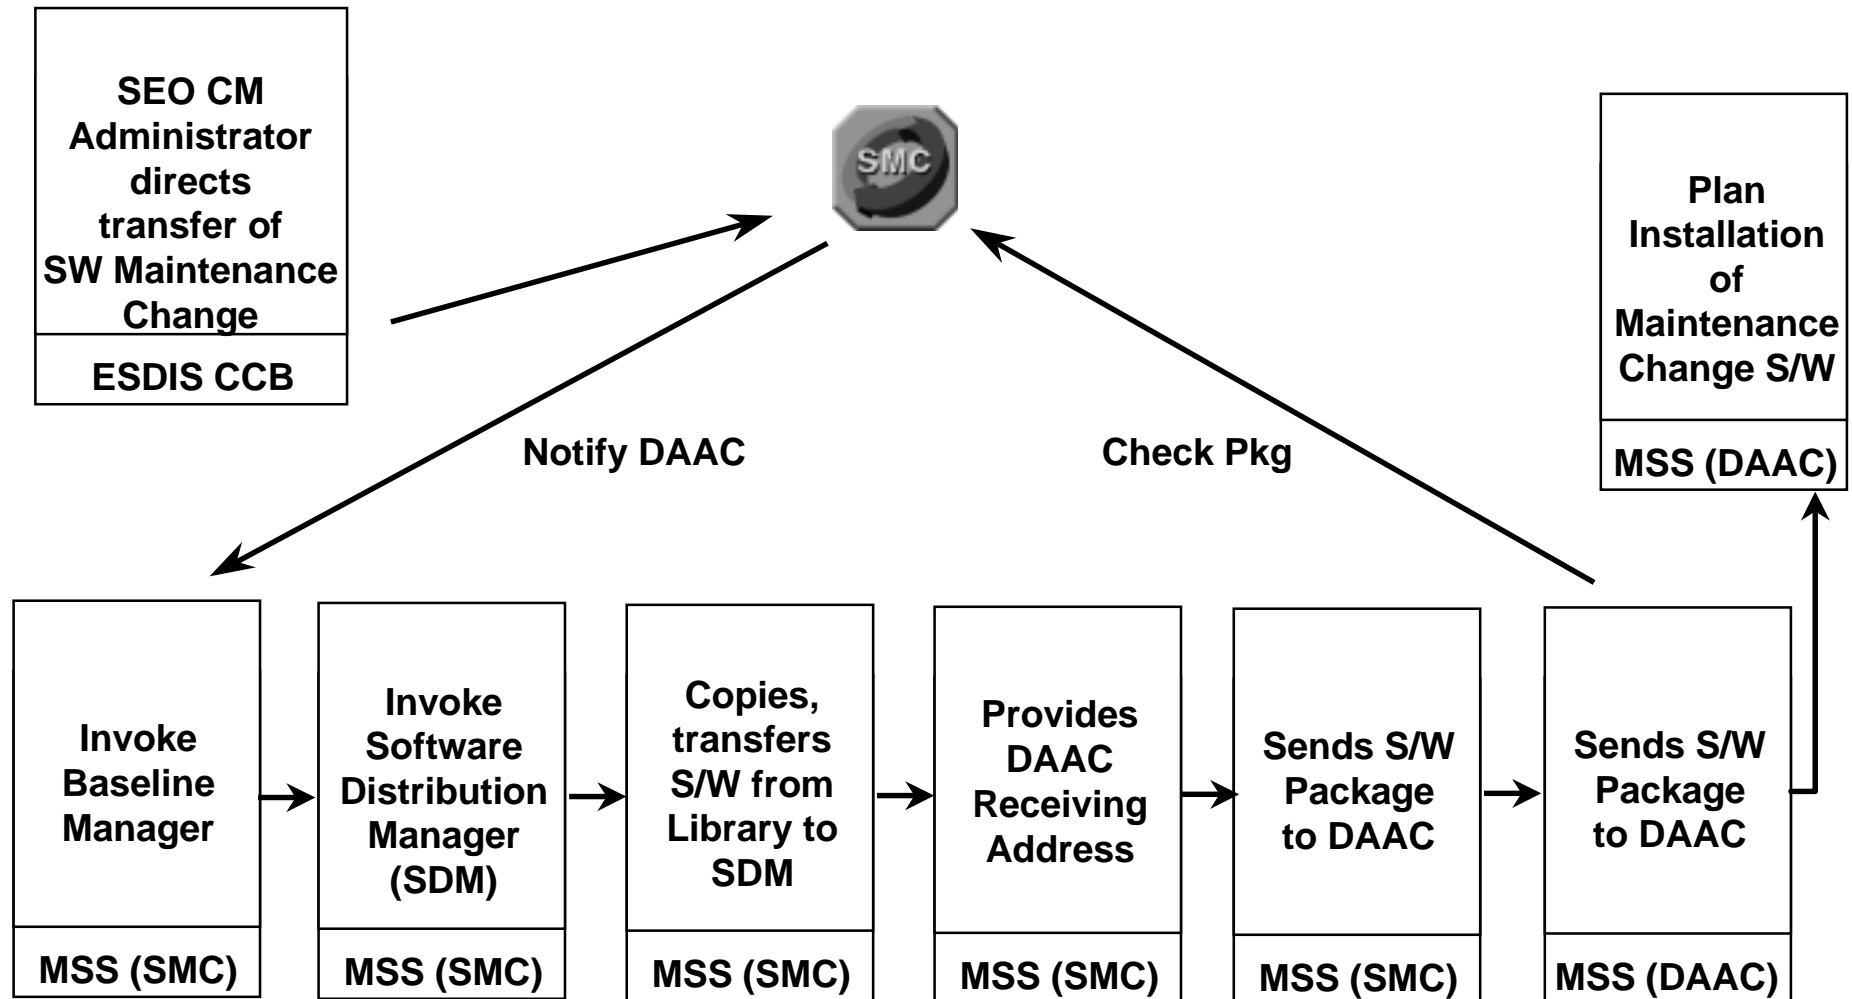 SEO CM
Administrator
directs
transfer of
SW Maintenance
Change
ESDIS CCB
SMC
Plan
Installation
of
Maintenance
Change S/W
MSS (DAAC)
Notify DAAC
Check Pkg
Invoke
Baseline
Manager
MSS (SMC)
Invoke
Software
Distribution
Manager
(SDM)
MSS (SMC)
Copies,
transfers
S/W from
Library to
SDM
MSS (SMC)
Provides
DAAC
Receiving
Address
MSS (SMC)
Sends S/W
Package
to DAAC
MSS (SMC)
Sends S/W
Package
to DAAC
MSS (DAAC)